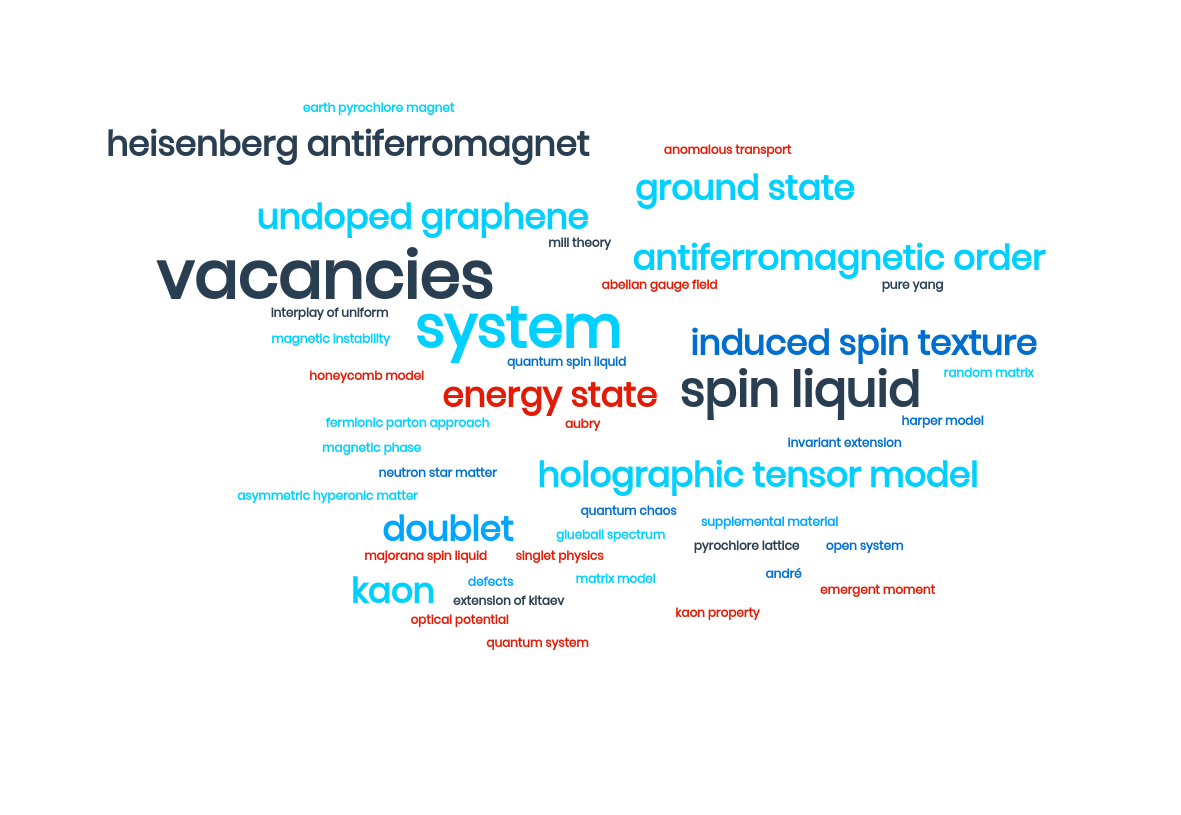 earth pyrochlore magnet
heisenberg antiferromagnet
anomalous transport
ground state
undoped graphene
mill theory
antiferromagnetic order
vacancies
abelian gauge field
pure yang
interplay of uniform
system
magnetic instability
induced spin texture
quantum spin liquid
random matrix
honeycomb model
energy state
spin liquid
fermionic parton approach
aubry
harper model
magnetic phase
invariant extension
neutron star matter
holographic tensor model
asymmetric hyperonic matter
quantum chaos
supplemental material
doublet
glueball spectrum
pyrochlore lattice
open system
majorana spin liquid
singlet physics
andré
matrix model
defects
kaon
emergent moment
extension of kitaev
kaon property
optical potential
quantum system